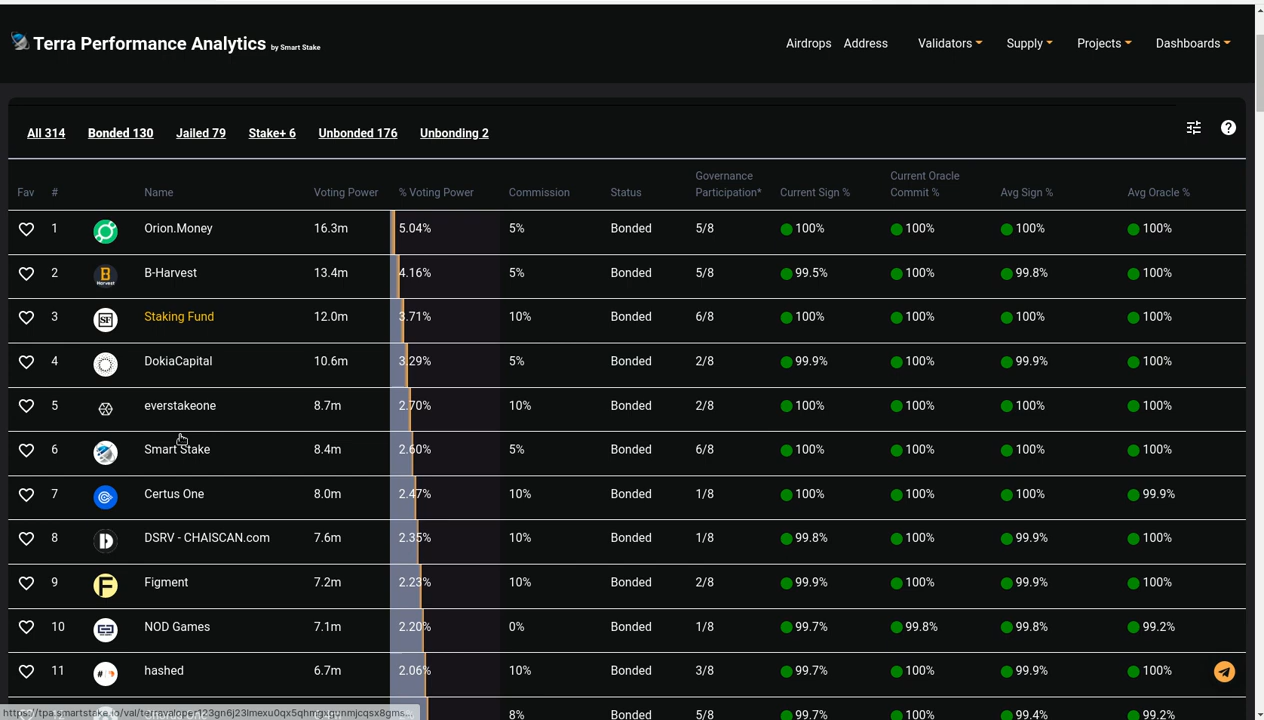 Terra Performance Analytics by Smart Stake
Airdrops Address Validators Supply Projects Dashboards
All 314 Bonded 130 Jailed 79 Stake+ 6 Unbonded 176 Unbonding 2
Fav # Name Voting Power % Voting Power Commission Status Governance Participation* Current Sign % Current Oracle Commit % Avg Sign % Avg Oracle %
1 Orion.Money 16.3m 5.04% 5% Bonded 5/8 100% 100% 100% 100%
2 B-Harvest 13.4m 4.16% 5% Bonded 5/8 99.5% 100% 99.8% 100%
3 Staking Fund 12.0m 3.71% 10% Bonded 6/8 100% 100% 100% 100%
4 DokiaCapital 10.6m 3.29% 5% Bonded 2/8 99.9% 100% 99.9% 100%
5 everstakeone 8.7m 2.70% 10% Bonded 2/8 100% 100% 100% 100%
6 Smart Stake 8.4m 2.60% 5% Bonded 6/8 100% 100% 100% 100%
7 Certus One 8.0m 2.47% 10% Bonded 1/8 100% 100% 100% 99.9%
8 DSRV - CHAISCAN.com 7.6m 2.35% 10% Bonded 1/8 99.8% 100% 99.9% 100%
9 Figment 7.2m 2.23% 10% Bonded 2/8 99.9% 100% 99.9% 100%
10 NOD Games 7.1m 2.20% 0% Bonded 1/8 99.7% 99.8% 99.8% 99.2%
11 hashed 6.7m 2.06% 10% Bonded 3/8 99.7% 100% 99.9% 100%
8% Bonded 5/8 99.7% 100% 99.4% 99.2%